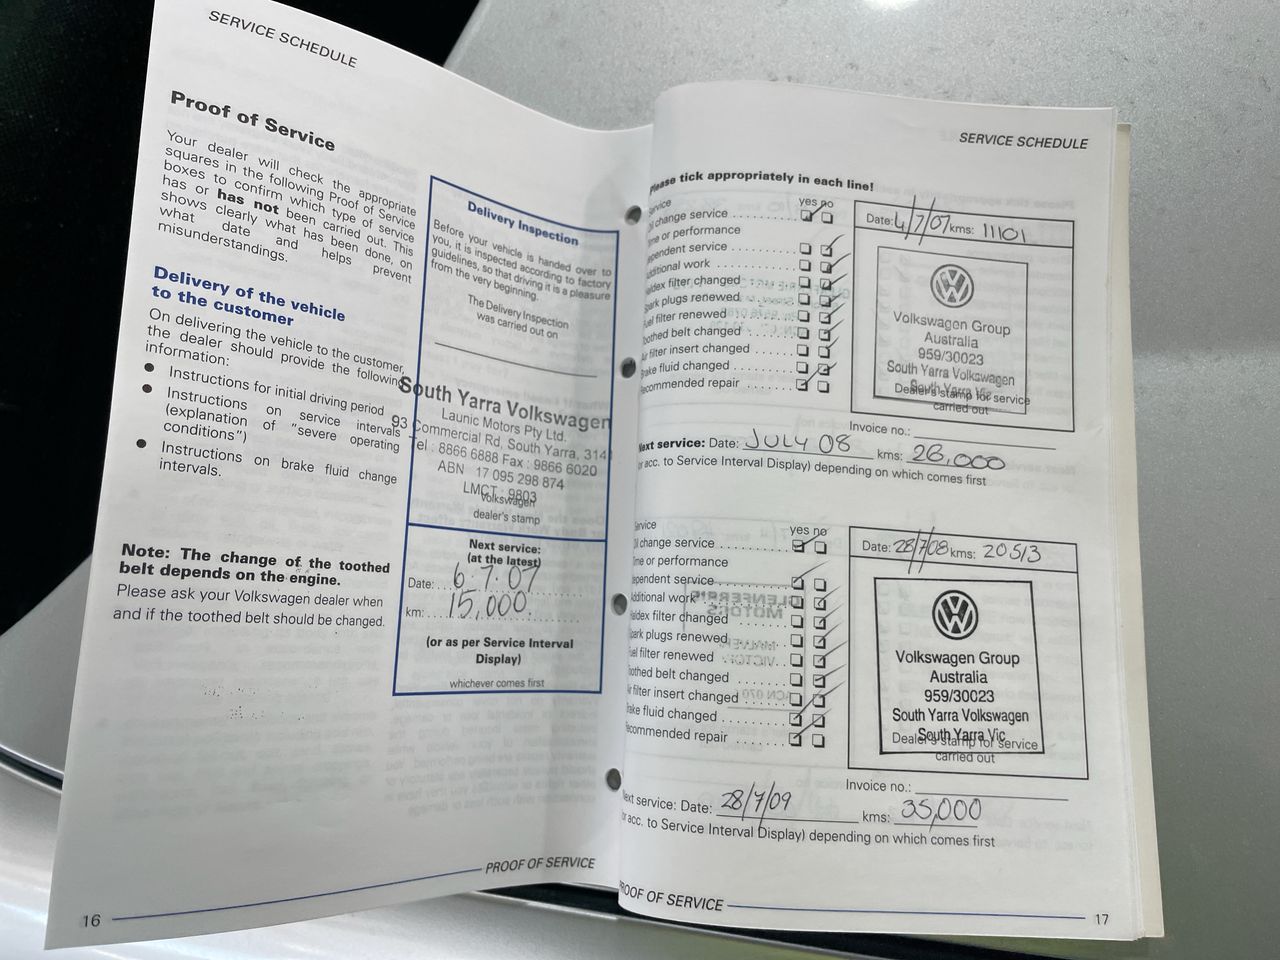 SERVICE SCHEDULE
Proof of Service
Your dealer will check the appropriate
squares in the following Proof of Service
boxes to confirm which type of service
has or has not been carried out. This
shows clearly what has been done, on
what date and helps prevent
misunderstandings.
Delivery of the vehicle
to the customer
On delivering the vehicle to the customer,
the dealer should provide the following
information:
● Instructions for initial driving period
● Instructions on service intervals
(explanation of "severe operating
conditions")
● Instructions on brake fluid change
intervals.
Note: The change of the toothed
belt depends on the engine.
Please ask your Volkswagen dealer when
and if the toothed belt should be changed.
Delivery Inspection
Before your vehicle is handed over to
you, it is inspected according to factory
guidelines, so that driving it is a pleasure
from the very beginning.
The Delivery Inspection
was carried out on
South Yarra Volkswagen
Launic Motors Pty Ltd.
93 Commercial Rd, South Yarra, 3141
Tel : 8866 6888 Fax : 9866 6020
ABN 17 095 298 874
LMCT : 9803
Volkswagen
dealer's stamp
Next service:
(at the latest)
Date: 6.7.07
km: 15,000
(or as per Service Interval
Display)
whichever comes first
PROOF OF SERVICE
16
SERVICE SCHEDULE
Please tick appropriately in each line!
Service yes no
Oil change service
Time or performance
dependent service
Additional work
Haldex filter changed
Spark plugs renewed
Fuel filter renewed
Toothed belt changed
Air filter insert changed
Brake fluid changed
Recommended repair
Date: 4/7/07 kms: 11101
Volkswagen Group
Australia
959/30023
South Yarra Volkswagen
South Yarra Vic
Dealer's stamp for service
carried out
Invoice no.:
Next service: Date: JULY 08 kms: 26,000
or acc. to Service Interval Display) depending on which comes first
Service yes no
Oil change service
Time or performance
dependent service
Additional work
Haldex filter changed
Spark plugs renewed
Fuel filter renewed
Toothed belt changed
Air filter insert changed
Brake fluid changed
Recommended repair
Date: 28/7/08 kms: 20513
Volkswagen Group
Australia
959/30023
South Yarra Volkswagen
South Yarra Vic
Dealer's stamp for service
carried out
Invoice no.:
Next service: Date: 28/7/09 kms: 35,000
or acc. to Service Interval Display) depending on which comes first
PROOF OF SERVICE
17